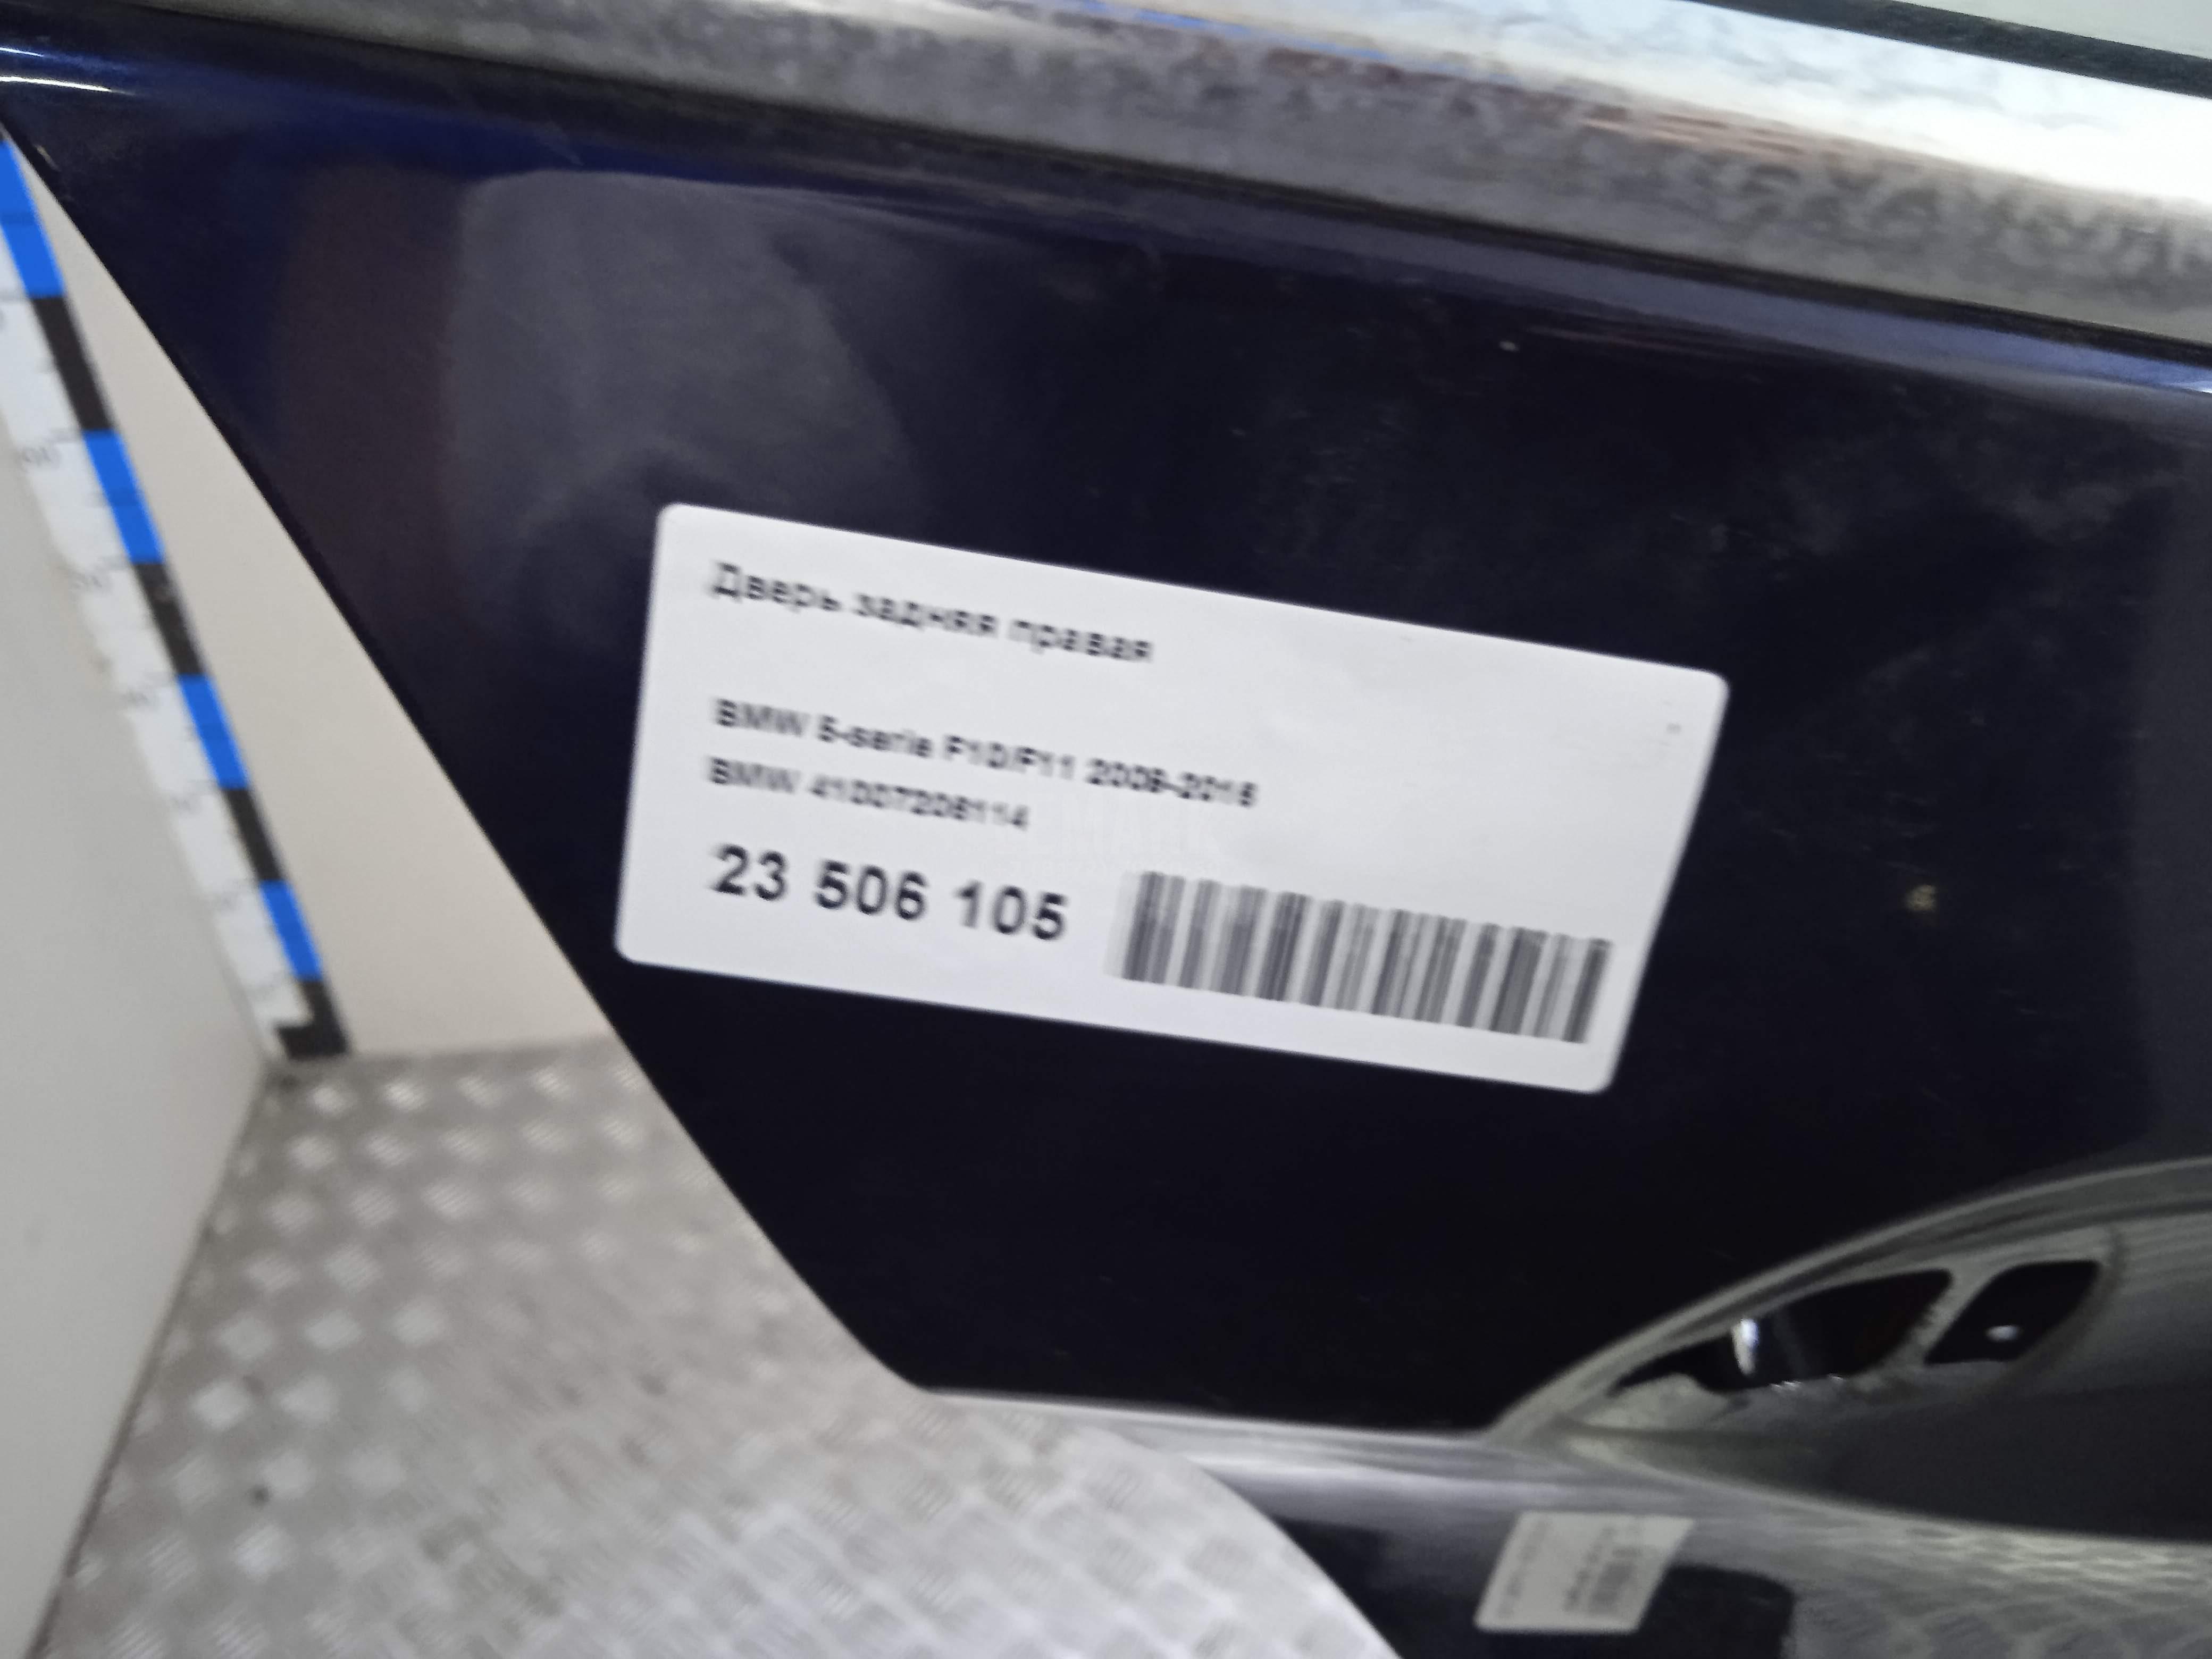 Дверь задняя правая
BMW 5-serie F10/F11 2009-2016
BMW 41007206114
23 506 105